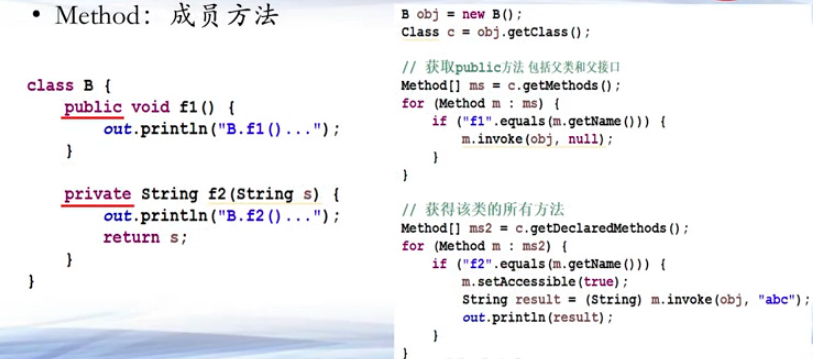 • Method：成员方法
class B {
    public void f1() {
        out.println("B.f1()...");
    }
    private String f2(String s) {
        out.println("B.f2()...");
        return s;
    }
}
B obj = new B();
Class c = obj.getClass();
// 获取public方法 包括父类和父接口
Method[] ms = c.getMethods();
for (Method m : ms) {
    if ("f1".equals(m.getName())) {
        m.invoke(obj, null);
    }
}
// 获得该类的所有方法
Method[] ms2 = c.getDeclaredMethods();
for (Method m : ms2) {
    if ("f2".equals(m.getName())) {
        m.setAccessible(true);
        String result = (String) m.invoke(obj, "abc");
        out.println(result);
    }
}